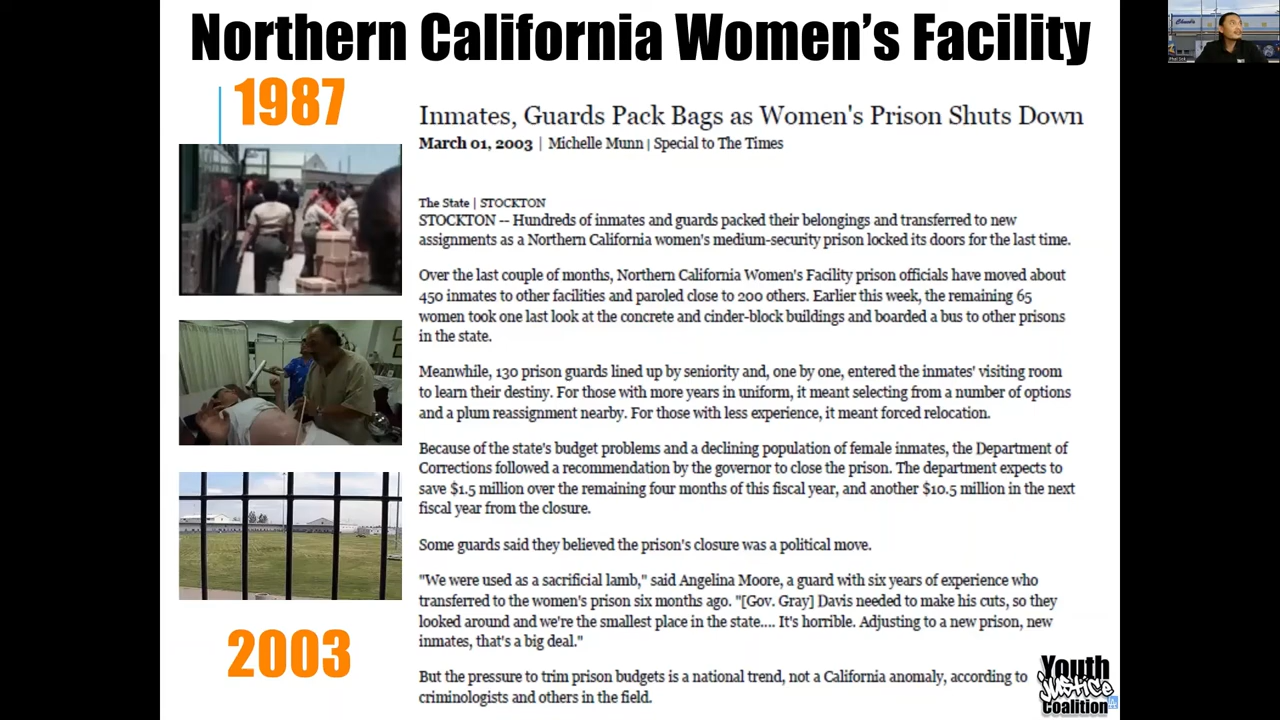 Northern California Women's Facility
1987
Inmates, Guards Pack Bags as Women's Prison Shuts Down
March 01, 2003 | Michelle Munn | Special to The Times
The State | STOCKTON
STOCKTON -- Hundreds of inmates and guards packed their belongings and transferred to new
assignments as a Northern California women's medium-security prison locked its doors for the last time.
Over the last couple of months, Northern California Women's Facility prison officials have moved about
450 inmates to other facilities and paroled close to 200 others. Earlier this week, the remaining 65
women took one last look at the concrete and cinder-block buildings and boarded a bus to other prisons
in the state.
Meanwhile, 130 prison guards lined up by seniority and, one by one, entered the inmates' visiting room
to learn their destiny. For those with more years in uniform, it meant selecting from a number of options
and a plum reassignment nearby. For those with less experience, it meant forced relocation.
Because of the state's budget problems and a declining population of female inmates, the Department of
Corrections followed a recommendation by the governor to close the prison. The department expects to
save $1.5 million over the remaining four months of this fiscal year, and another $10.5 million in the next
fiscal year from the closure.
Some guards said they believed the prison's closure was a political move.
"We were used as a sacrificial lamb," said Angelina Moore, a guard with six years of experience who
transferred to the women's prison six months ago. "[Gov. Gray] Davis needed to make his cuts, so they
looked around and we're the smallest place in the state.... It's horrible. Adjusting to a new prison, new
inmates, that's a big deal."
But the pressure to trim prison budgets is a national trend, not a California anomaly, according to
criminologists and others in the field.
2003
Youth
Justice
Coalition